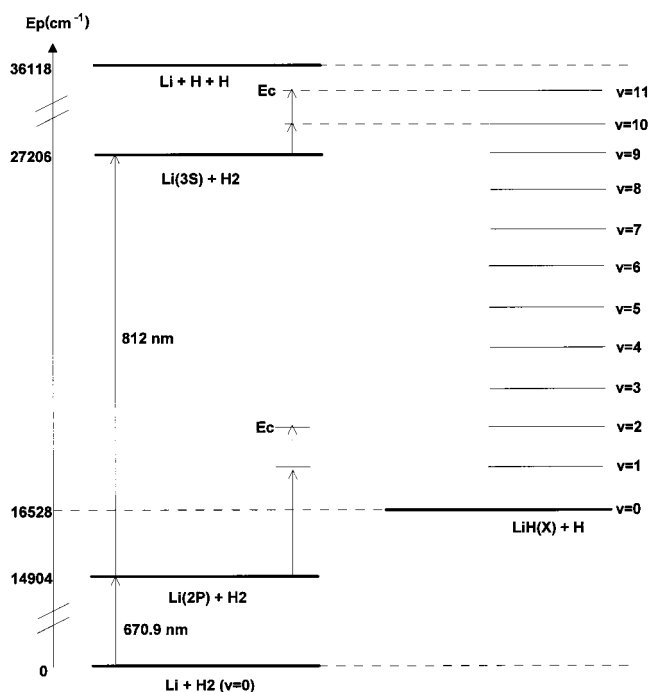 Ep(cm⁻¹)
36118
Li + H + H
Ec
v=11
v=10
27206
v=9
Li(3S) + H2
v=8
v=7
v=6
v=5
812 nm
v=4
v=3
Ec
v=2
v=1
16528
v=0
LiH(X) + H
14904
Li(2P) + H2
670.9 nm
0
Li + H2 (v=0)